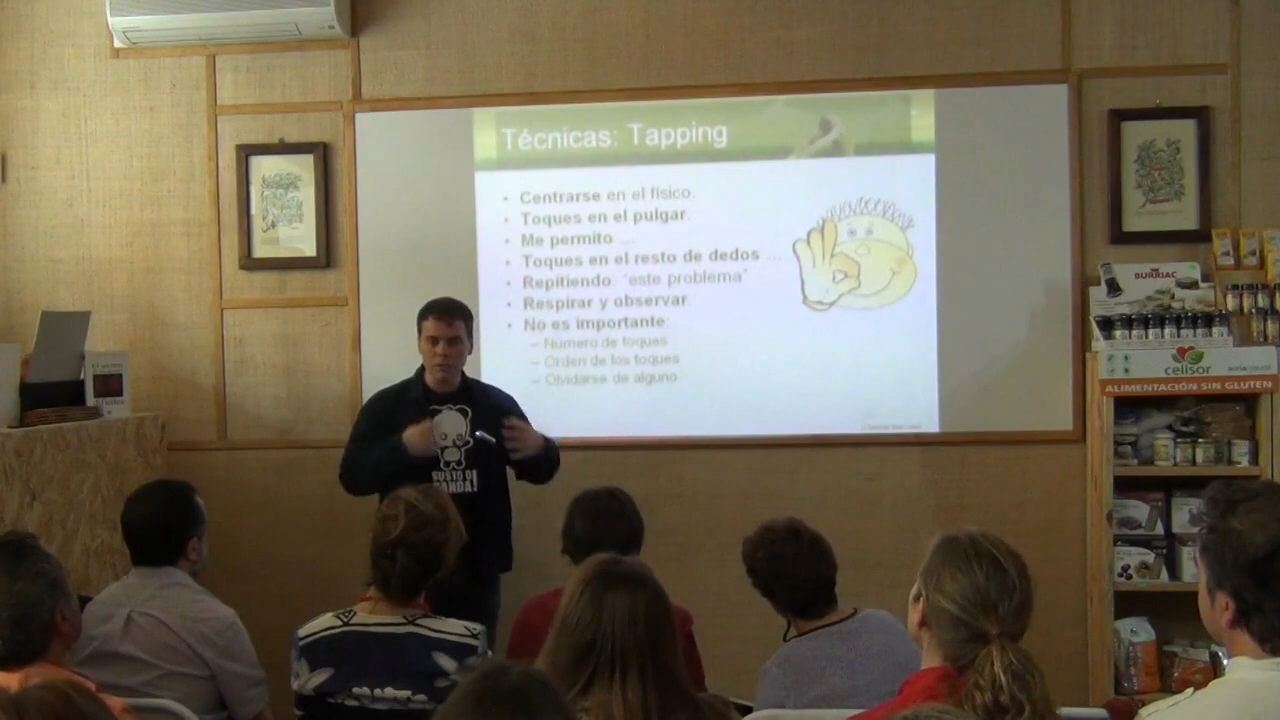 Técnicas: Tapping
• Centrarse en el físico.
• Toques en el pulgar.
• Me permito ...
• Toques en el resto de dedos ...
• Repitiendo: "este problema"
• Respirar y observar.
• No es importante:
– Número de toques
– Orden de los toques
– Olvidarse de alguno
SUSTO O
PANDA!
BURRIAC
celisor
ALIMENTACIÓN SIN GLUTEN